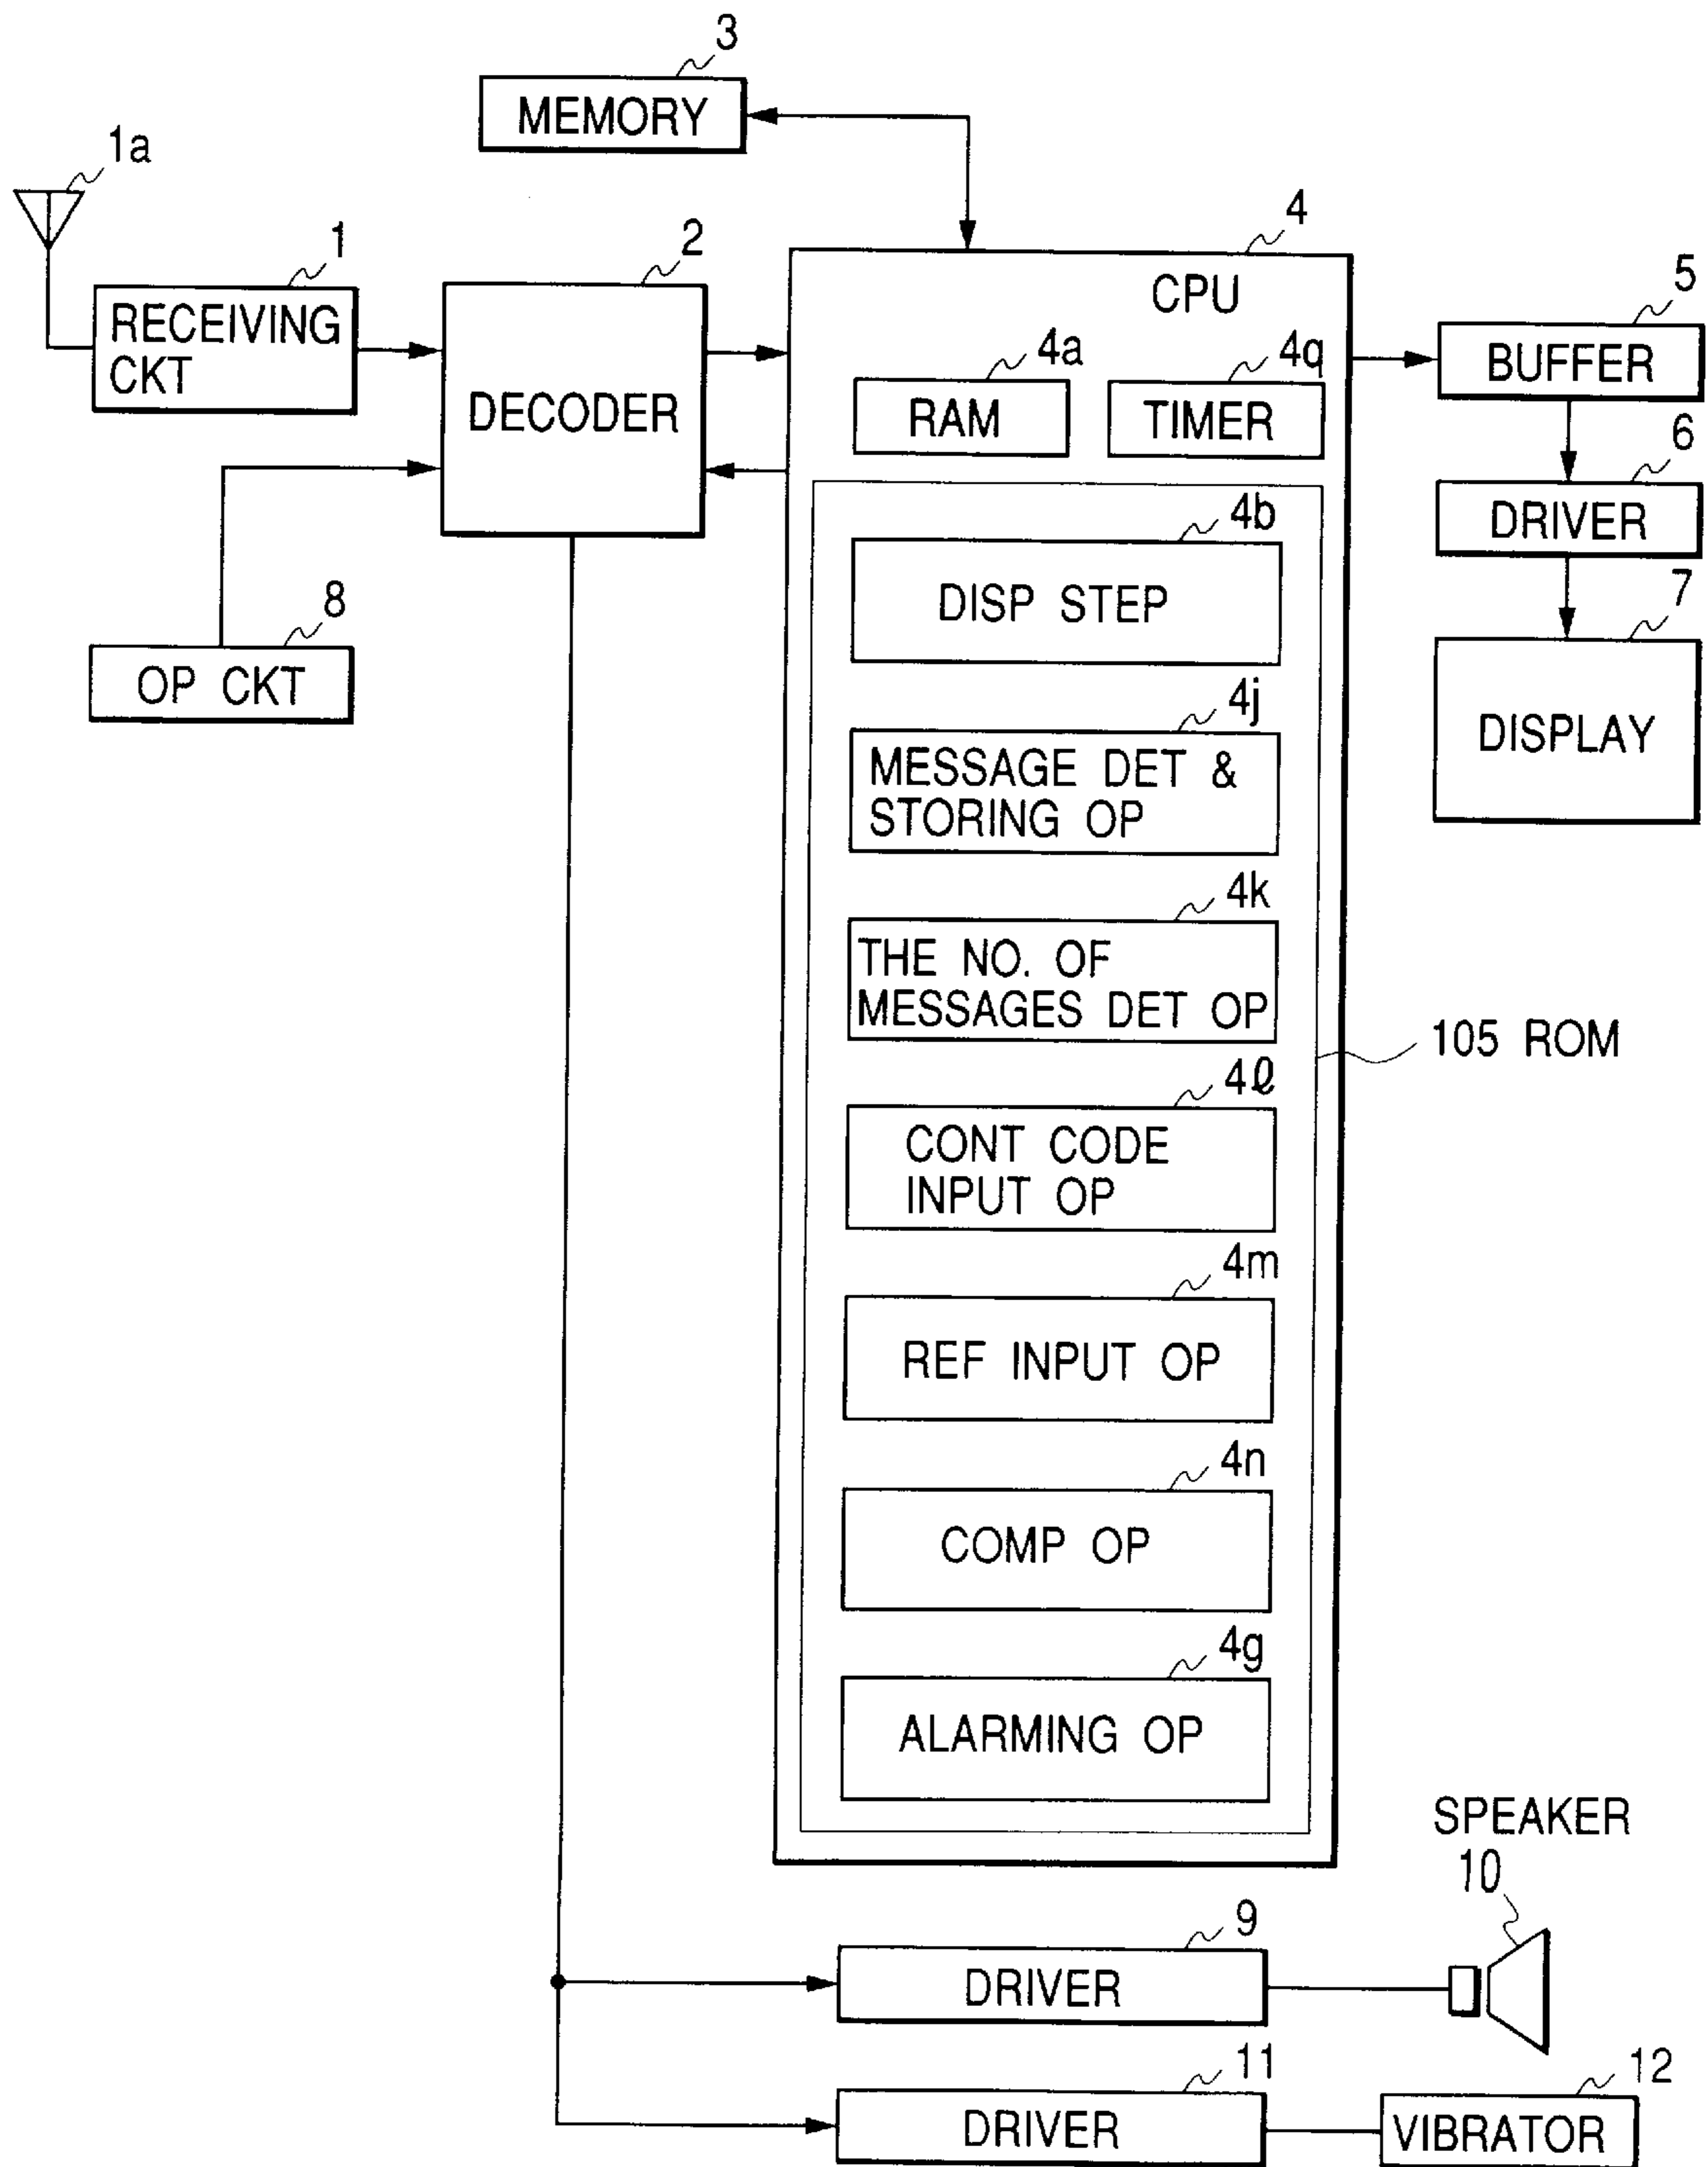 3
MEMORY
1a
1
RECEIVING
CKT
2
DECODER
4
CPU
4a
RAM
4q
TIMER
5
BUFFER
6
DRIVER
7
DISPLAY
8
OP CKT
4b
DISP STEP
4j
MESSAGE DET &
STORING OP
4k
THE NO. OF
MESSAGES DET OP
105 ROM
4ℓ
CONT CODE
INPUT OP
4m
REF INPUT OP
4n
COMP OP
4g
ALARMING OP
SPEAKER
10
9
DRIVER
11
DRIVER
12
VIBRATOR